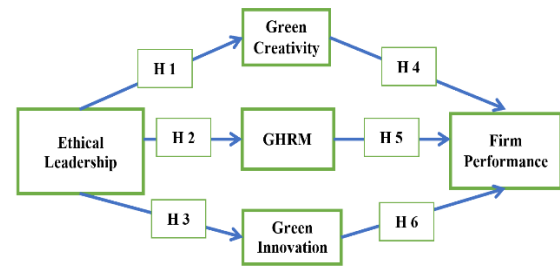 Green
Creativity
H 1
H 4
Ethical
Leadership
H 2
GHRM
H 5
Firm
Performance
H 3
Green
Innovation
H 6